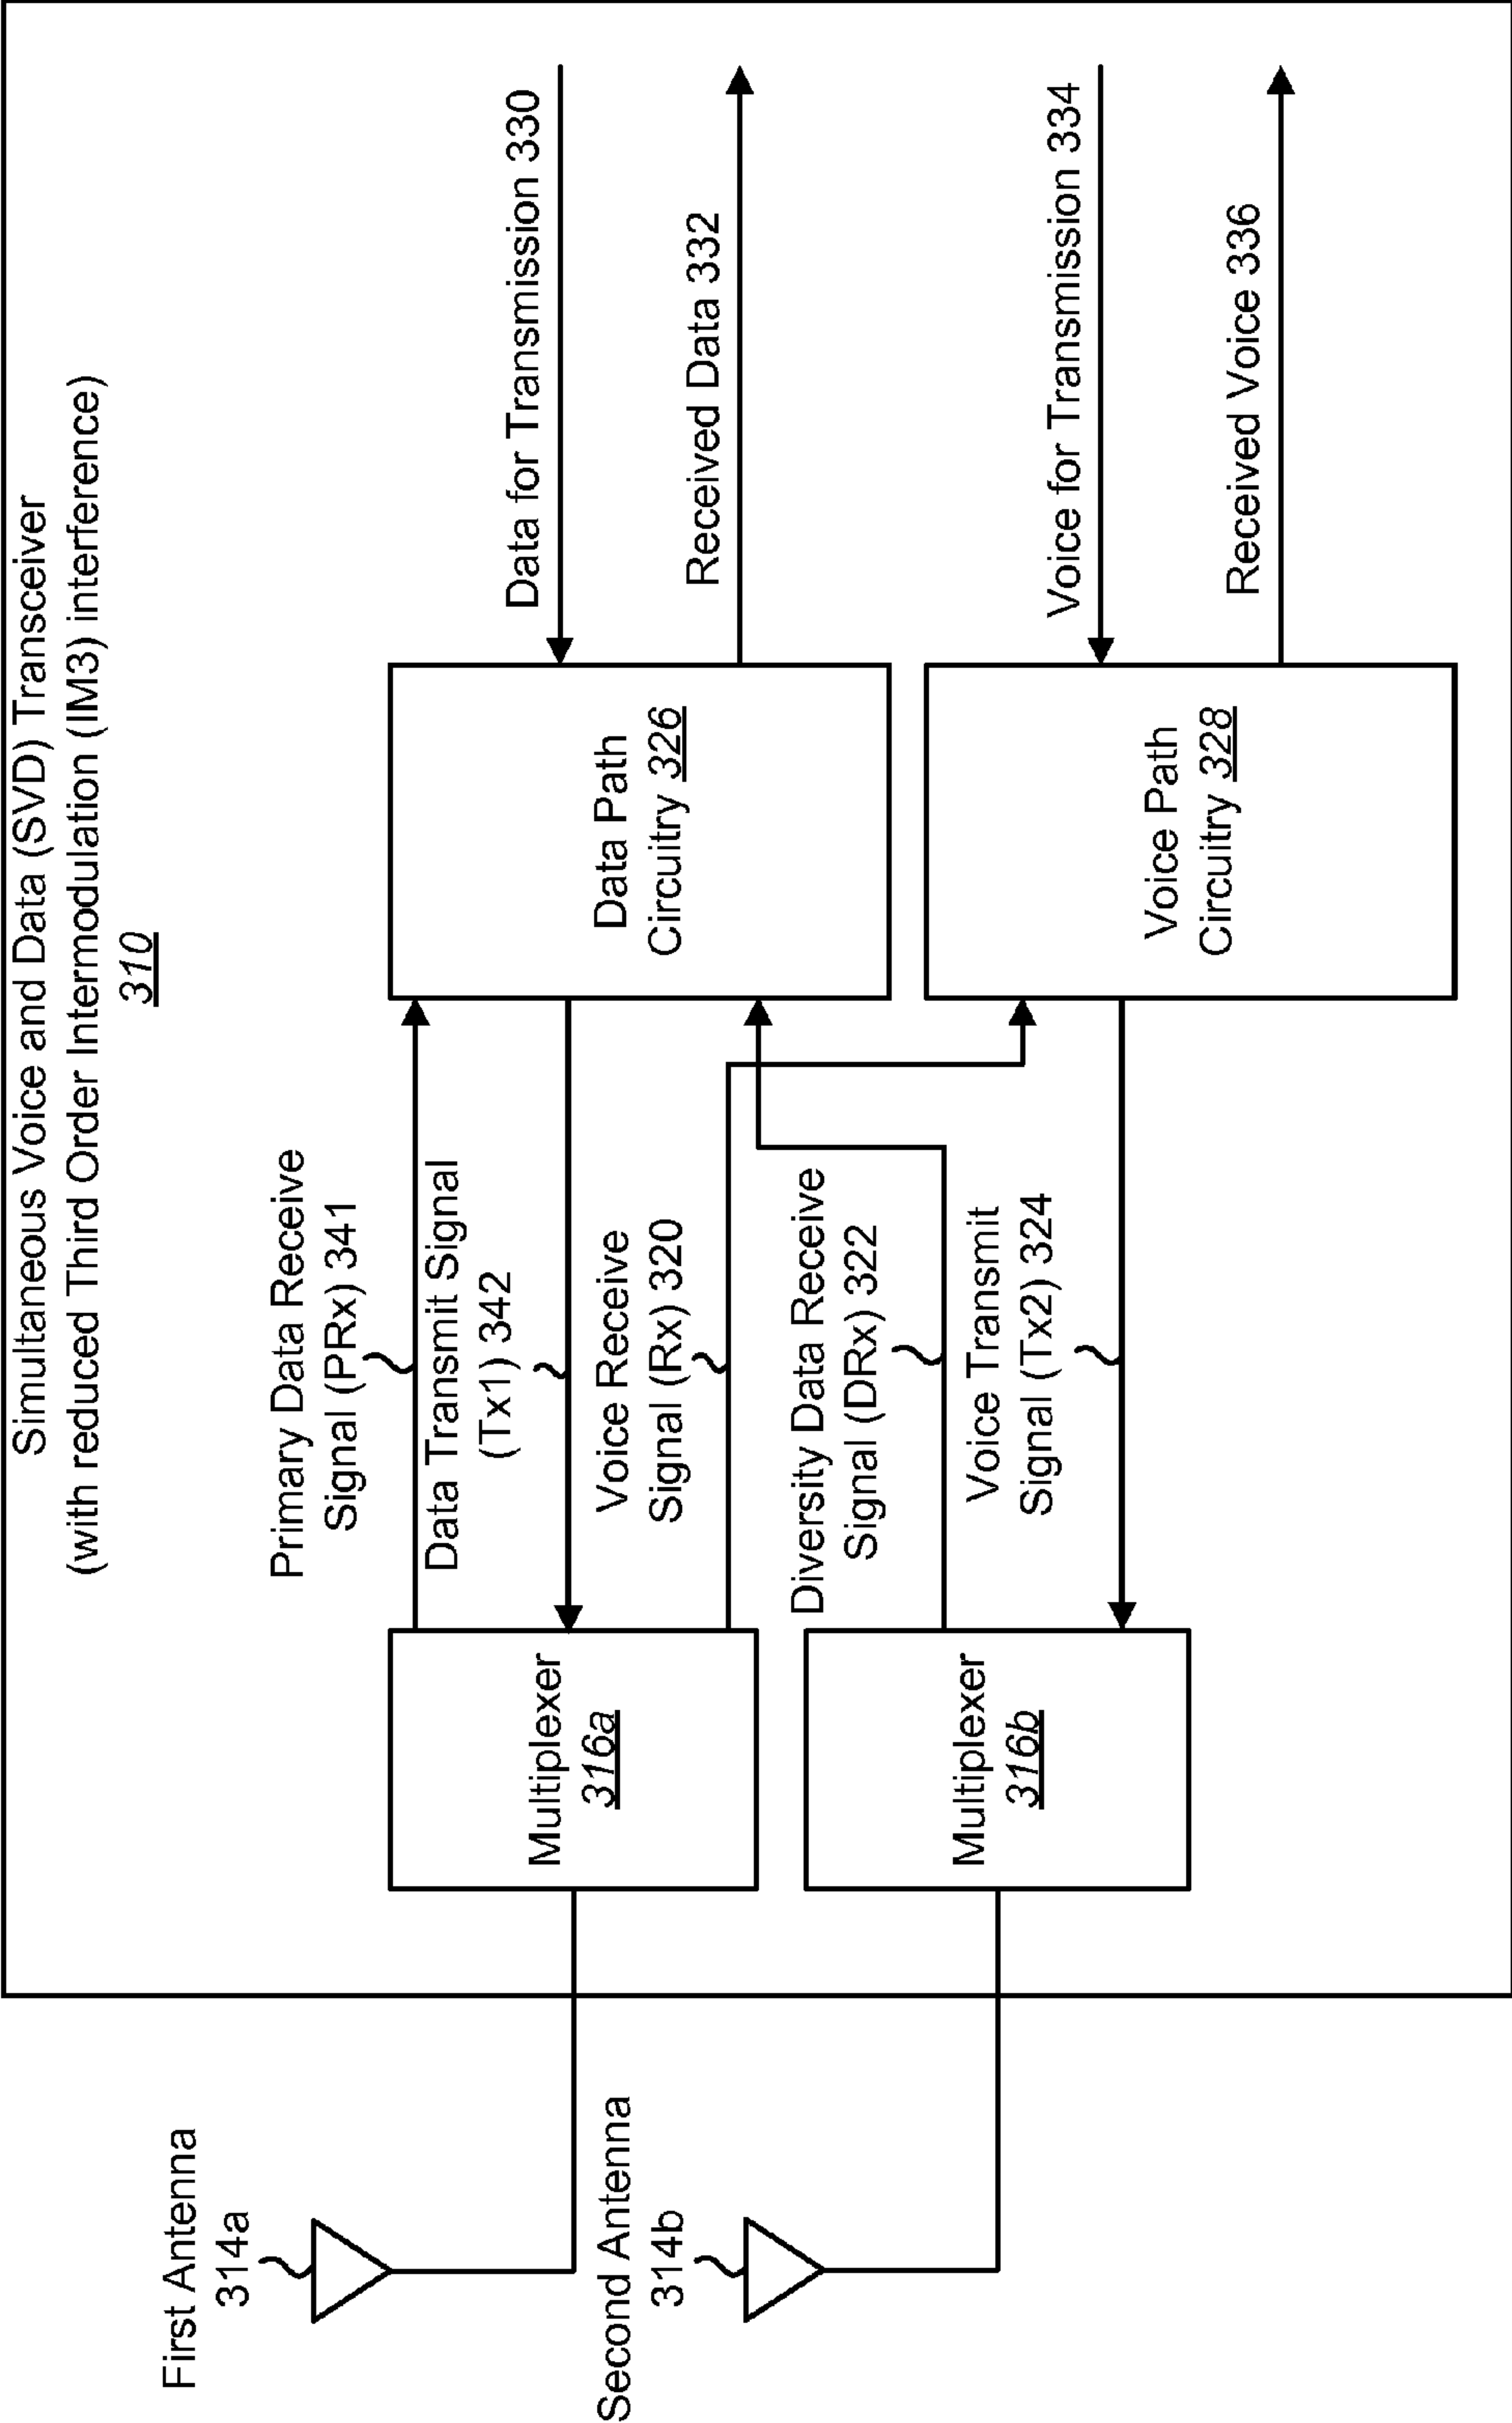 Simultaneous Voice and Data (SVD) Transceiver
(with reduced Third Order Intermodulation (IM3) interference)
310
First Antenna
314a
Second Antenna
314b
Multiplexer
316a
Multiplexer
316b
Primary Data Receive
Signal (PRx) 341
Data Transmit Signal
(Tx1) 342
Voice Receive
Signal (Rx) 320
Diversity Data Receive
Signal (DRx) 322
Voice Transmit
Signal (Tx2) 324
Data Path
Circuitry 326
Voice Path
Circuitry 328
Data for Transmission 330
Received Data 332
Voice for Transmission 334
Received Voice 336